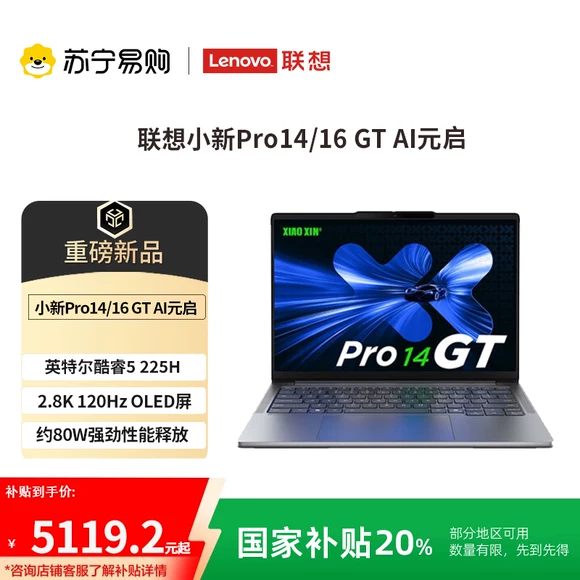 苏宁易购 Lenovo 联想
联想小新Pro14/16 GT AI元启
重磅新品
小新Pro14/16 GT AI元启
英特尔酷睿5 225H
2.8K 120Hz OLED屏
约80W强劲性能释放
XIAO XIN®
Pro 14 GT
补贴到手价:
¥ 5119.2元起
*咨询店铺客服了解补贴详情
国家补贴20%
部分地区可用
数量有限，先到先得